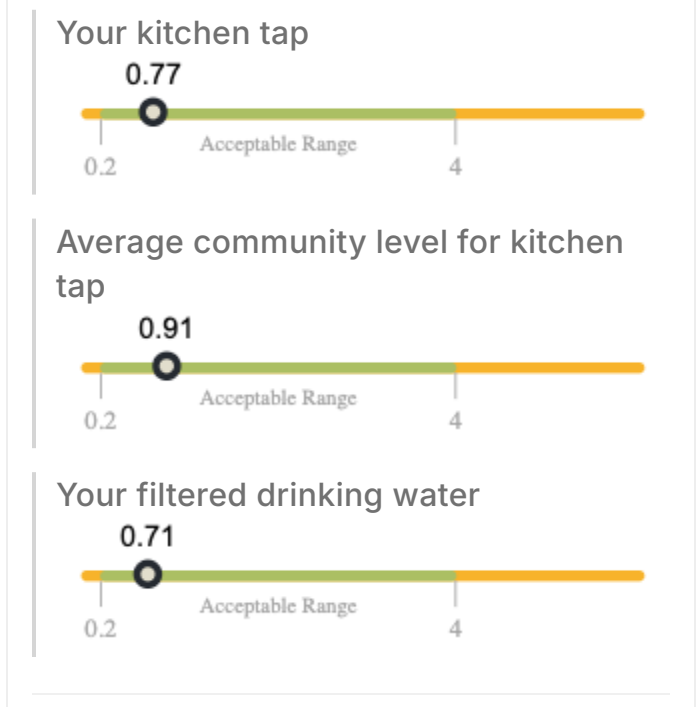 Your kitchen tap
0.77
Acceptable Range
0.2 4
Average community level for kitchen
tap
0.91
Acceptable Range
0.2 4
Your filtered drinking water
0.71
Acceptable Range
0.2 4